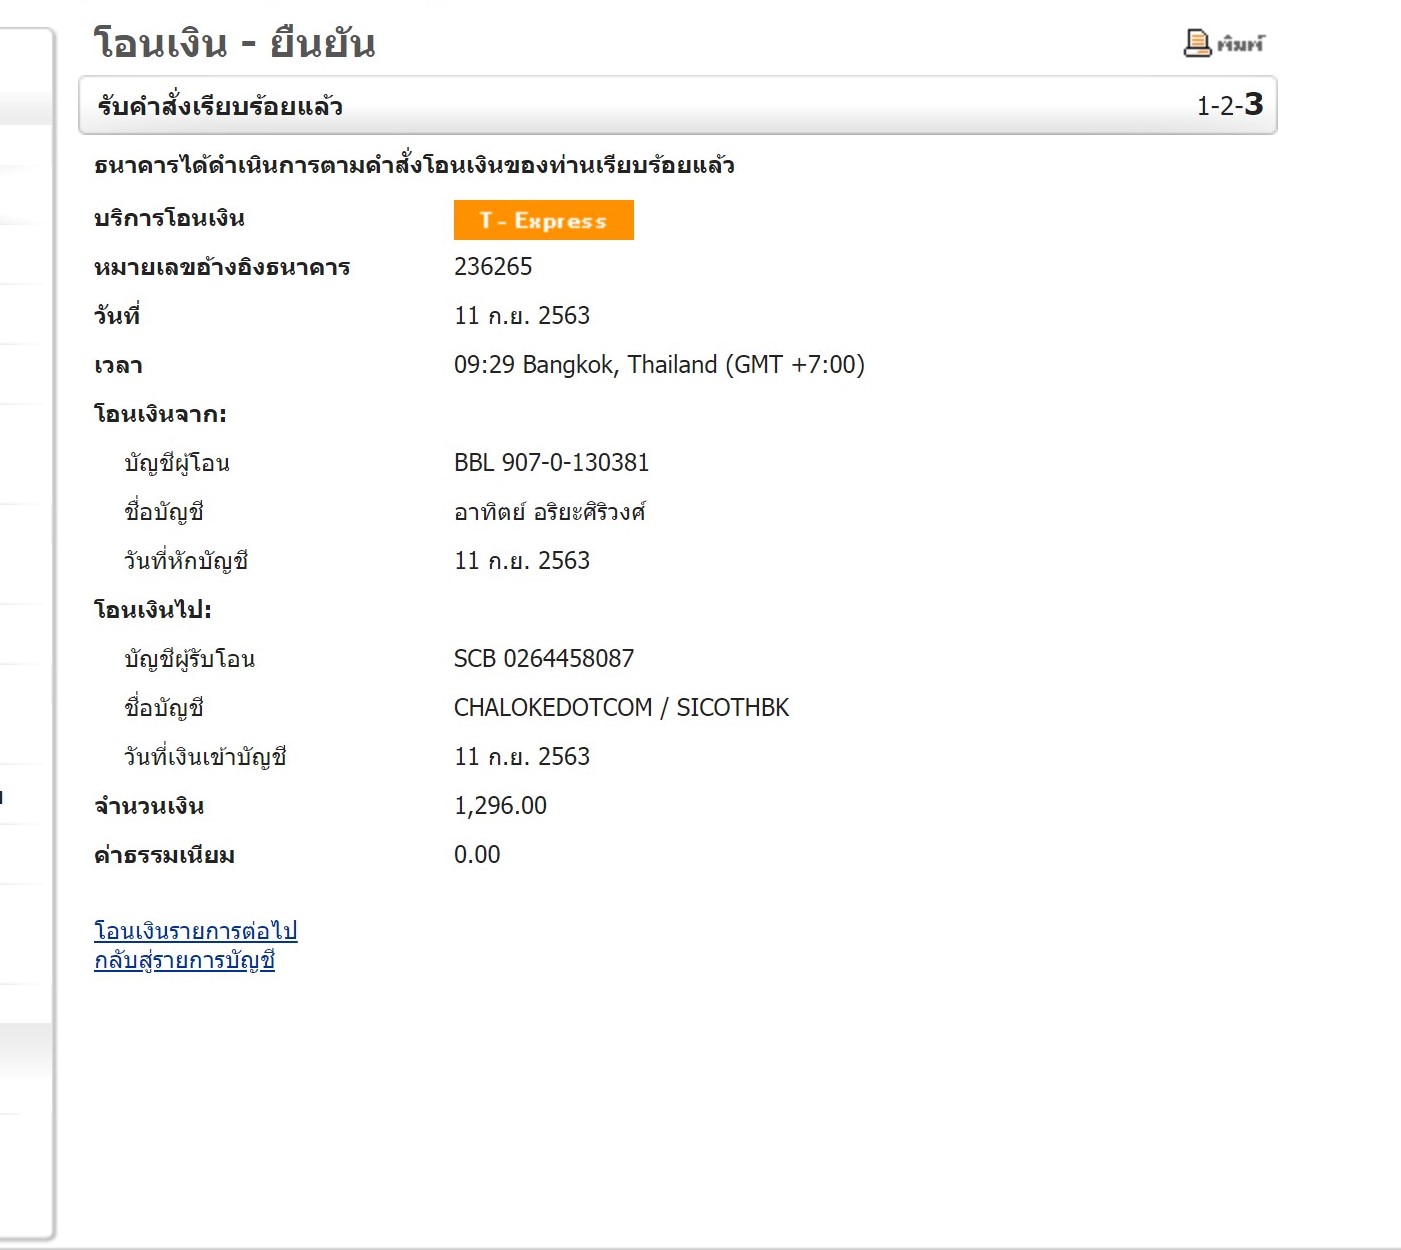 โอนเงิน - ยืนยัน
พิมพ์
รับคำสั่งเรียบร้อยแล้ว 1-2-3
ธนาคารได้ดำเนินการตามคำสั่งโอนเงินของท่านเรียบร้อยแล้ว
บริการโอนเงิน T - Express
หมายเลขอ้างอิงธนาคาร 236265
วันที่ 11 ก.ย. 2563
เวลา 09:29 Bangkok, Thailand (GMT +7:00)
โอนเงินจาก:
บัญชีผู้โอน BBL 907-0-130381
ชื่อบัญชี อาทิตย์ อริยะศิริวงศ์
วันที่หักบัญชี 11 ก.ย. 2563
โอนเงินไป:
บัญชีผู้รับโอน SCB 0264458087
ชื่อบัญชี CHALOKEDOTCOM / SICOTHBK
วันที่เงินเข้าบัญชี 11 ก.ย. 2563
จำนวนเงิน 1,296.00
ค่าธรรมเนียม 0.00
โอนเงินรายการต่อไป
กลับสู่รายการบัญชี